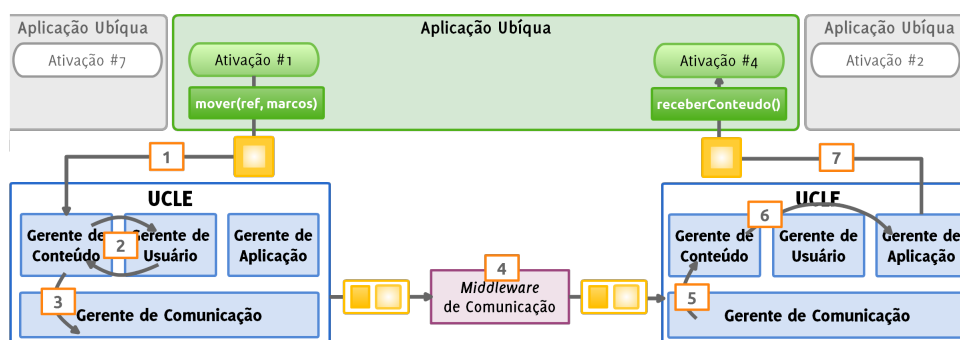 Aplicação Ubíqua
Ativação #7
Aplicação Ubíqua
Ativação #1
mover(ref, marcos)
Ativação #4
receberConteudo()
Aplicação Ubíqua
Ativação #2
1
7
UCLE
Gerente de
Conteúdo
2
Gerente de
Usuário
Gerente de
Aplicação
3
Gerente de Comunicação
4
Middleware
de Comunicação
UCLE
6
Gerente de
Conteúdo
Gerente de
Usuário
Gerente de
Aplicação
5
Gerente de Comunicação